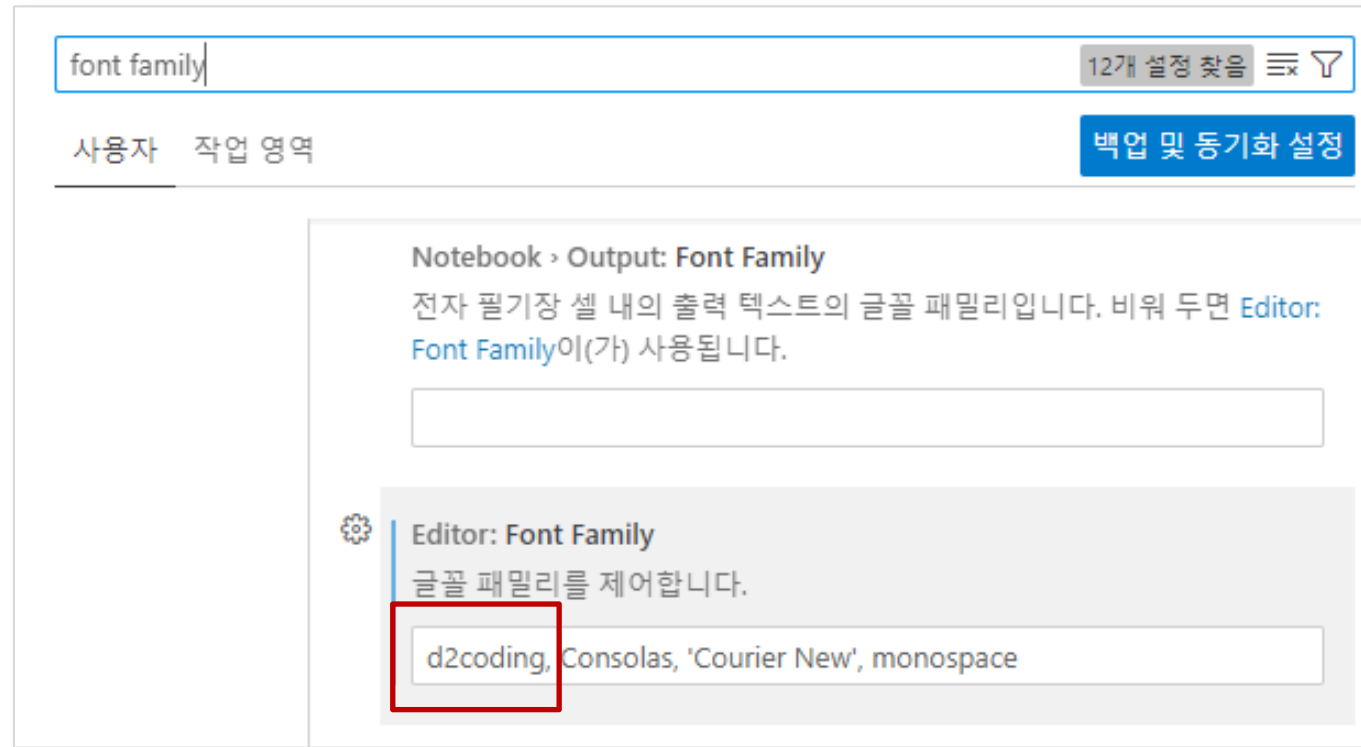 font family
12개 설정 찾음
사용자 작업 영역
백업 및 동기화 설정
Notebook › Output: Font Family
전자 필기장 셀 내의 출력 텍스트의 글꼴 패밀리입니다. 비워 두면 Editor:
Font Family이(가) 사용됩니다.
Editor: Font Family
글꼴 패밀리를 제어합니다.
d2coding, Consolas, 'Courier New', monospace